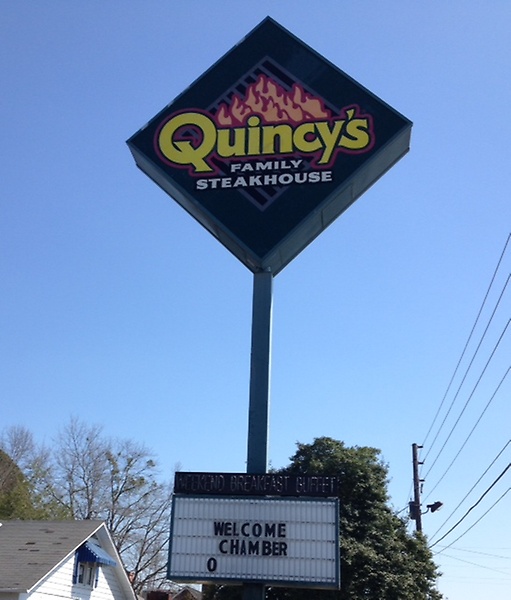 Quincy's
FAMILY
STEAKHOUSE
WEEKEND BREAKFAST BUFFET
WELCOME
CHAMBER
O